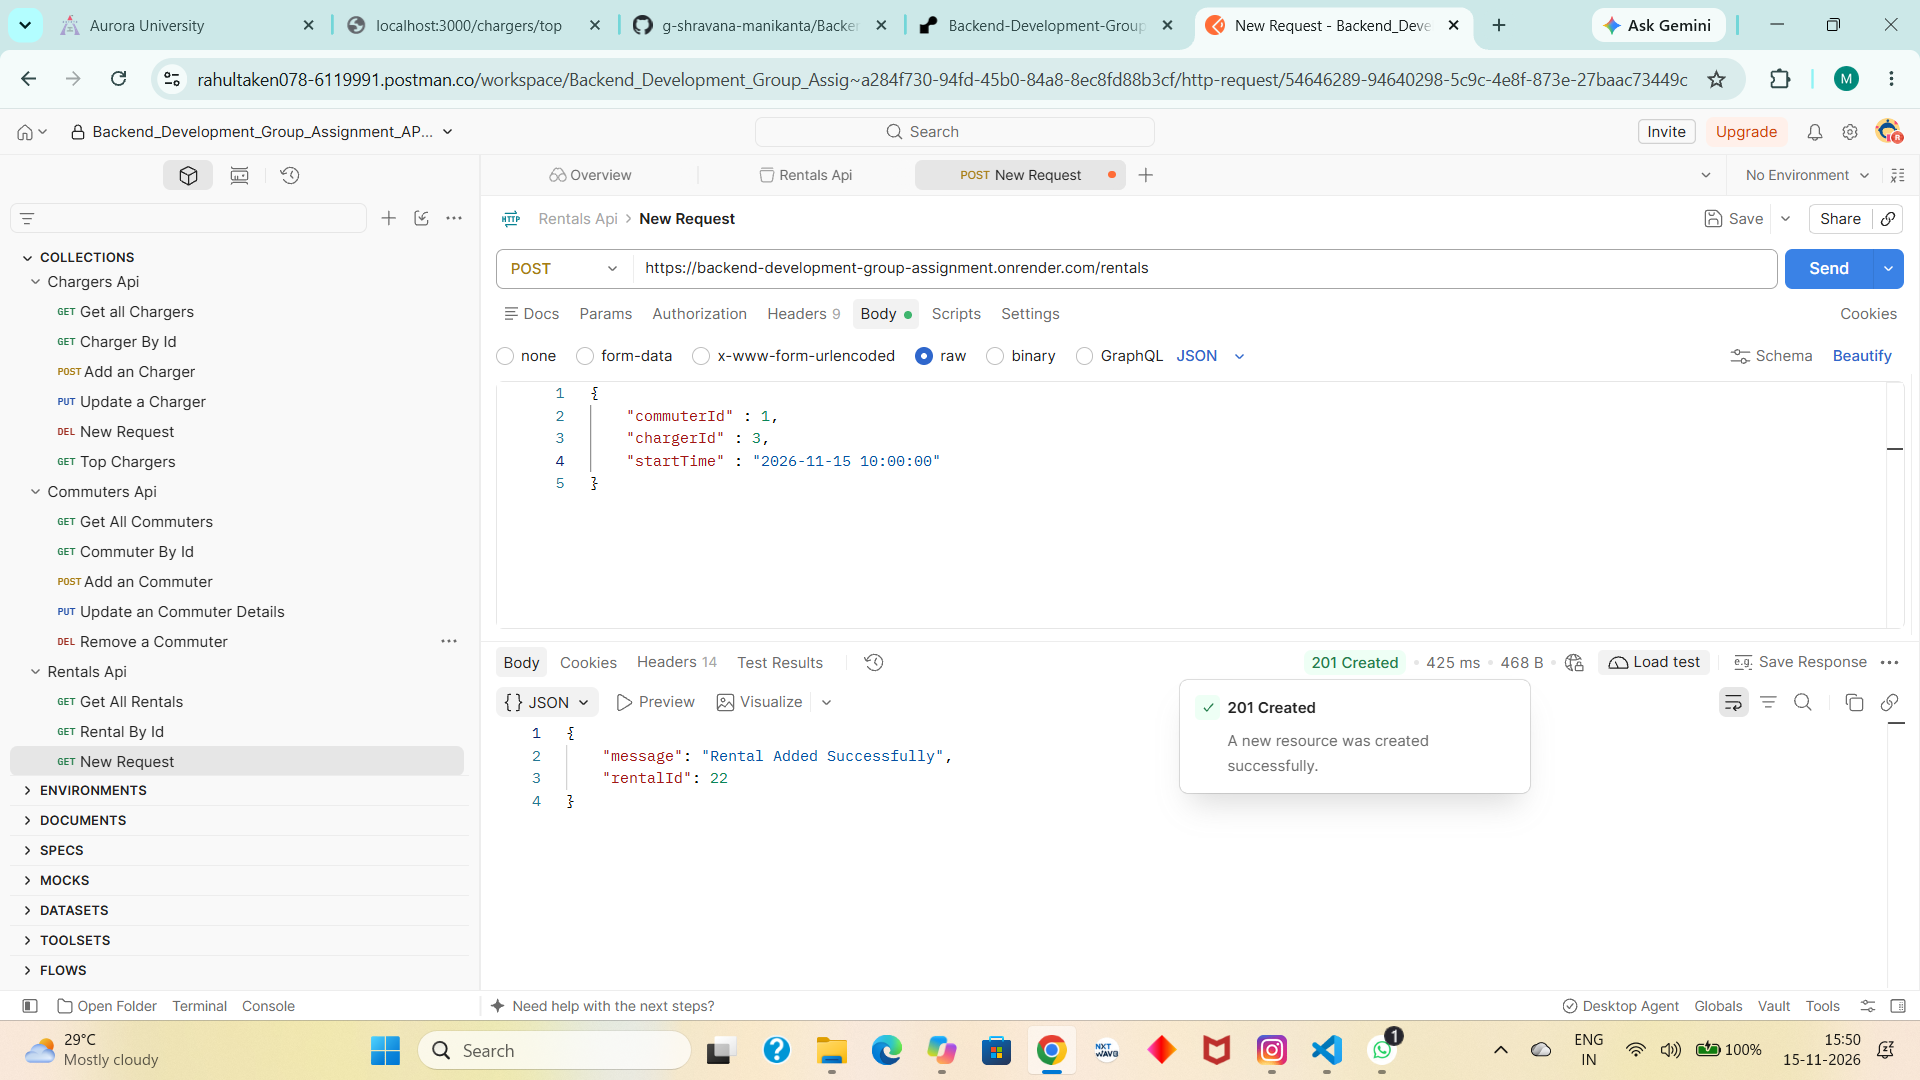 Aurora University
localhost:3000/chargers/top
g-shravana-manikanta/Backen
Backend-Development-Group
New Request - Backend_Deve
Ask Gemini
rahultaken078-6119991.postman.co/workspace/Backend_Development_Group_Assig~a284f730-94fd-45b0-84a8-8ec8fd88b3cf/http-request/54646289-94640298-5c9c-4e8f-873e-27baac73449c
M
Backend_Development_Group_Assignment_AP...
Search
Invite
Upgrade
R
Overview
Rentals Api
POST New Request
No Environment
Rentals Api > New Request
HTTP
Save
Share
COLLECTIONS
Chargers Api
GET Get all Chargers
GET Charger By Id
POST Add an Charger
PUT Update a Charger
DEL New Request
GET Top Chargers
Commuters Api
GET Get All Commuters
GET Commuter By Id
POST Add an Commuter
PUT Update an Commuter Details
DEL Remove a Commuter
Rentals Api
GET Get All Rentals
GET Rental By Id
GET New Request
ENVIRONMENTS
DOCUMENTS
SPECS
MOCKS
DATASETS
TOOLSETS
FLOWS
POST
https://backend-development-group-assignment.onrender.com/rentals
Send
Docs
Params
Authorization
Headers 9
Body
Scripts
Settings
Cookies
none
form-data
x-www-form-urlencoded
raw
binary
GraphQL
JSON
Schema
Beautify
1 {
2 "commuterId" : 1,
3 "chargerId" : 3,
4 "startTime" : "2026-11-15 10:00:00"
5 }
Body
Cookies
Headers 14
Test Results
201 Created
425 ms
468 B
Load test
e.g. Save Response
{} JSON
Preview
Visualize
201 Created
A new resource was created
successfully.
1 {
2 "message": "Rental Added Successfully",
3 "rentalId": 22
4 }
Open Folder
Terminal
Console
Need help with the next steps?
Desktop Agent
Globals
Vault
Tools
29°C
Mostly cloudy
Search
NXT
WAVE
1
ENG
IN
100%
15:50
15-11-2026